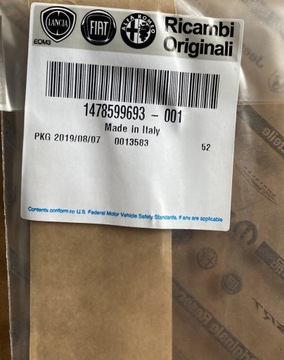 LANCIA FIAT ALFA ROMEO Ricambi
Originali
1478599693 - 001
Made in Italy
PKG 2019/08/07 0013583 52
Contents conform to U.S. Federal Motor Vehicle Safety Standards, if any are applicable